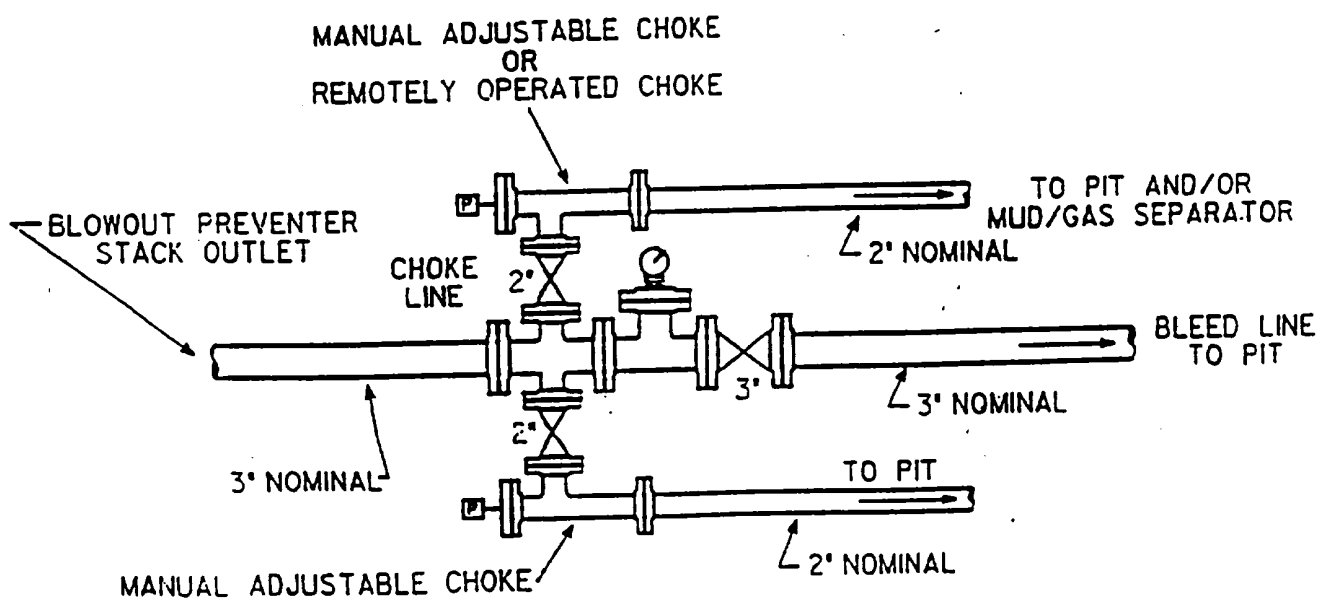 MANUAL ADJUSTABLE CHOKE
OR
REMOTELY OPERATED CHOKE
P
TO PIT AND/OR
MUD/GAS SEPARATOR
2" NOMINAL
BLOWOUT PREVENTER
STACK OUTLET
CHOKE
LINE
2"
BLEED LINE
TO PIT
3"
3" NOMINAL
2"
3" NOMINAL
TO PIT
P
2" NOMINAL
MANUAL ADJUSTABLE CHOKE